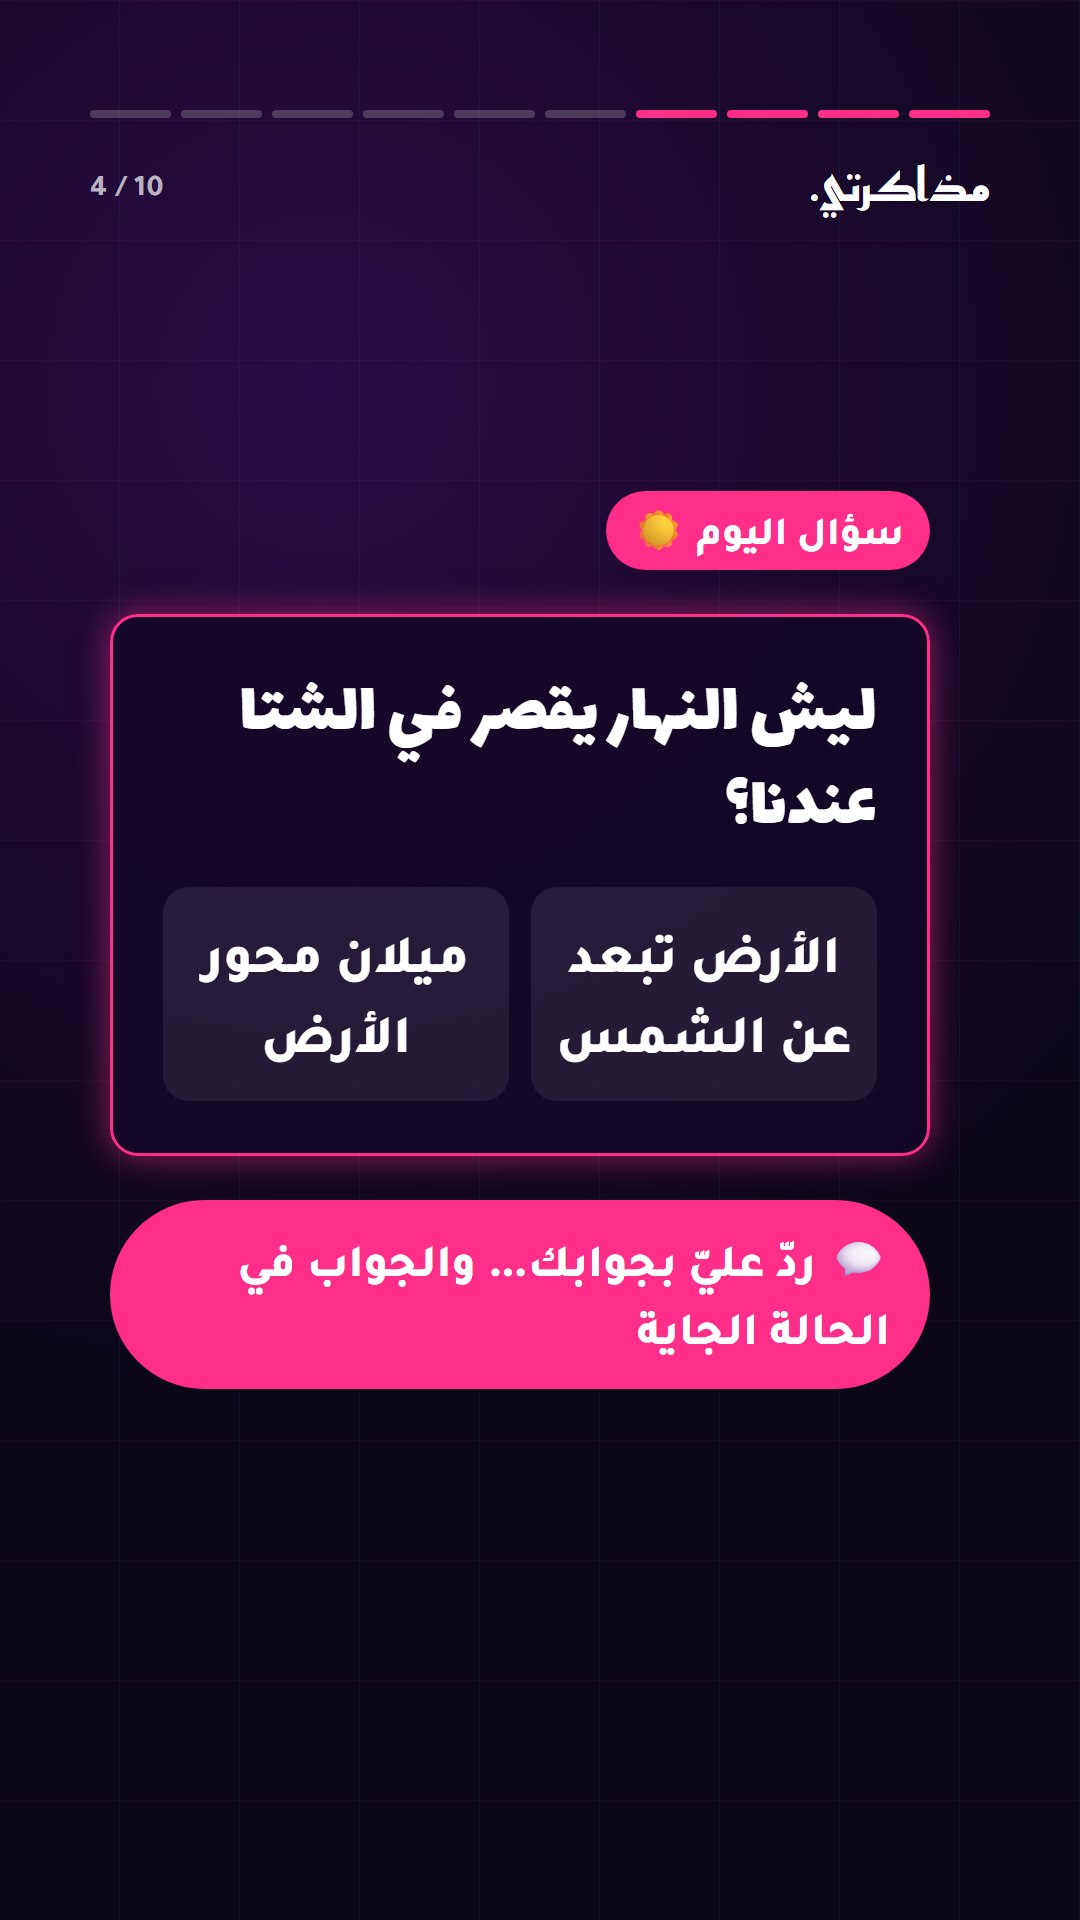 مذاكرتي.
4 / 10
سؤال اليوم
ليش النهار يقصر في الشتا
عندنا؟
الأرض تبعد
عن الشمس
ميلان محور
الأرض
ردّ عليّ بجوابك... والجواب في
الحالة الجاية